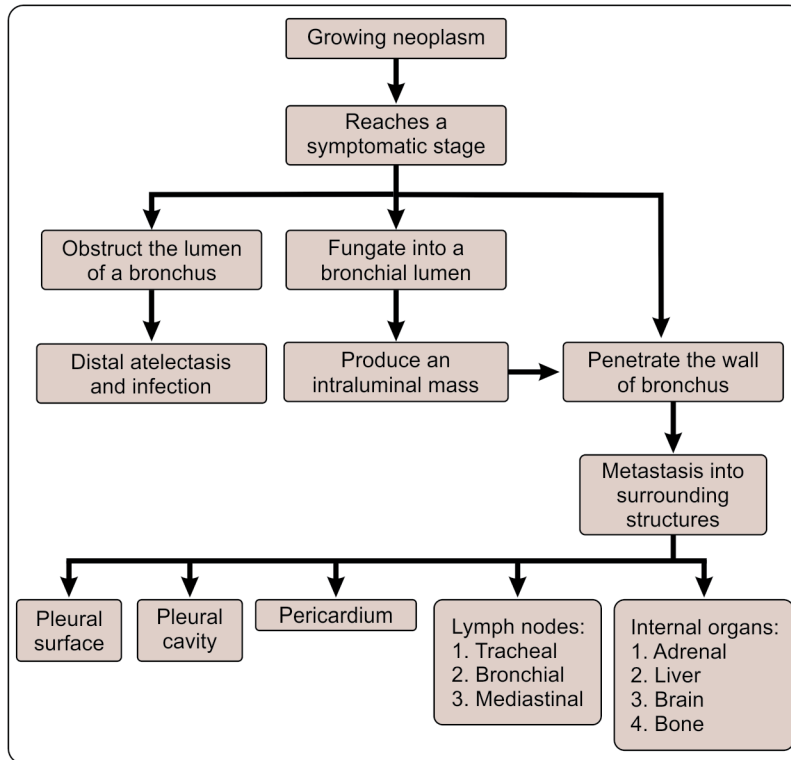 Growing neoplasm
Reaches a
symptomatic stage
Obstruct the lumen
of a bronchus
Fungate into a
bronchial lumen
Distal atelectasis
and infection
Produce an
intraluminal mass
Penetrate the wall
of bronchus
Metastasis into
surrounding
structures
Pleural
surface
Pleural
cavity
Pericardium
Lymph nodes:
1. Tracheal
2. Bronchial
3. Mediastinal
Internal organs:
1. Adrenal
2. Liver
3. Brain
4. Bone